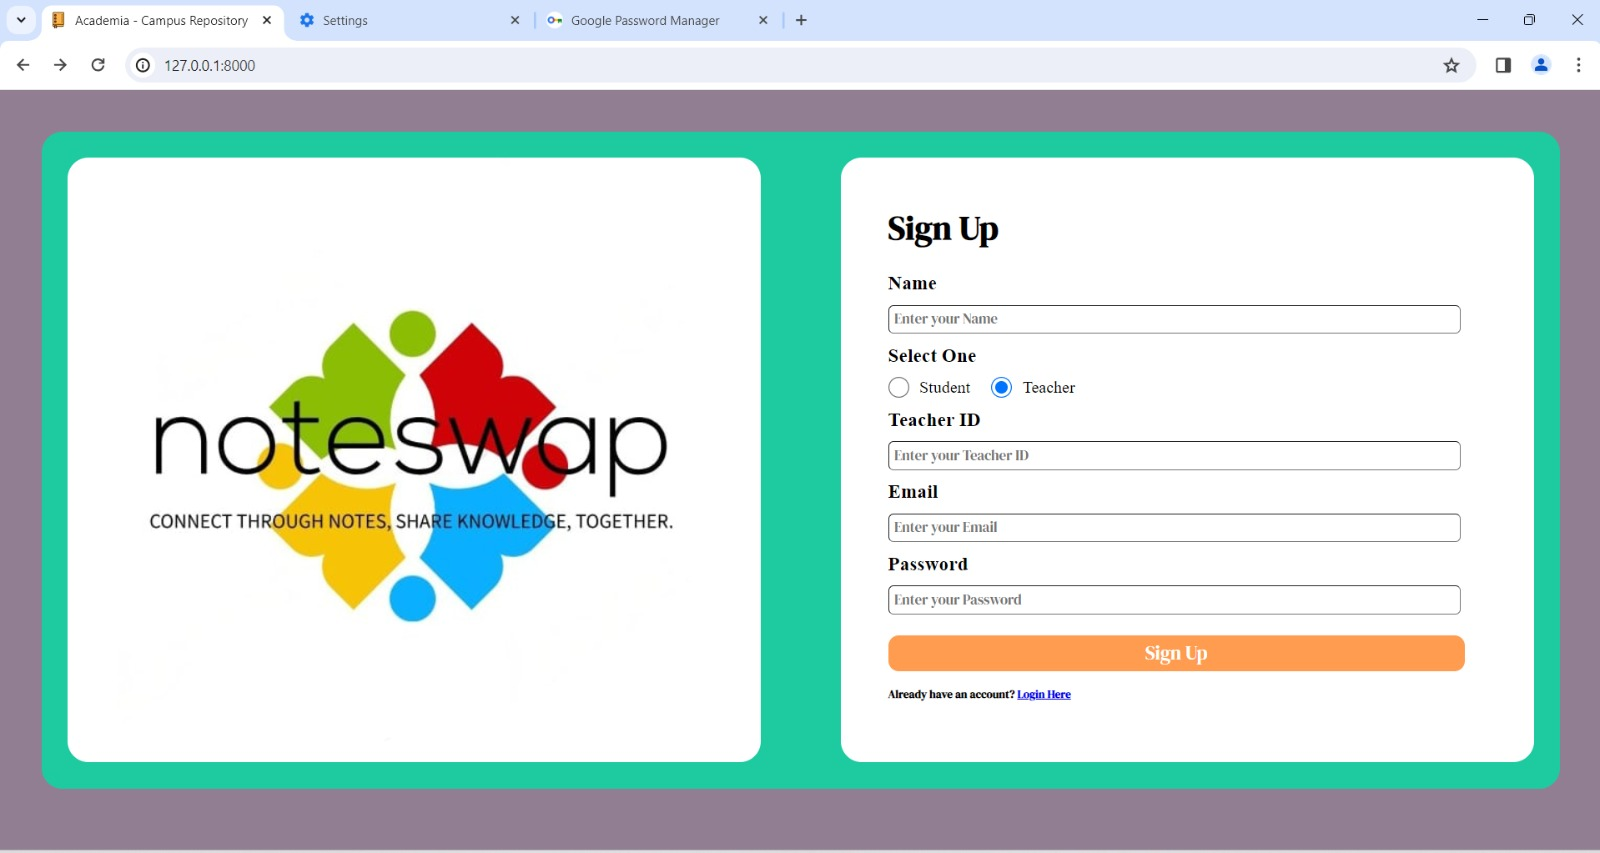 Academia - Campus Repository
Settings
Google Password Manager
127.0.0.1:8000
noteswap
CONNECT THROUGH NOTES, SHARE KNOWLEDGE, TOGETHER.
Sign Up
Name
Enter your Name
Select One
Student Teacher
Teacher ID
Enter your Teacher ID
Email
Enter your Email
Password
Enter your Password
Sign Up
Already have an account? Login Here